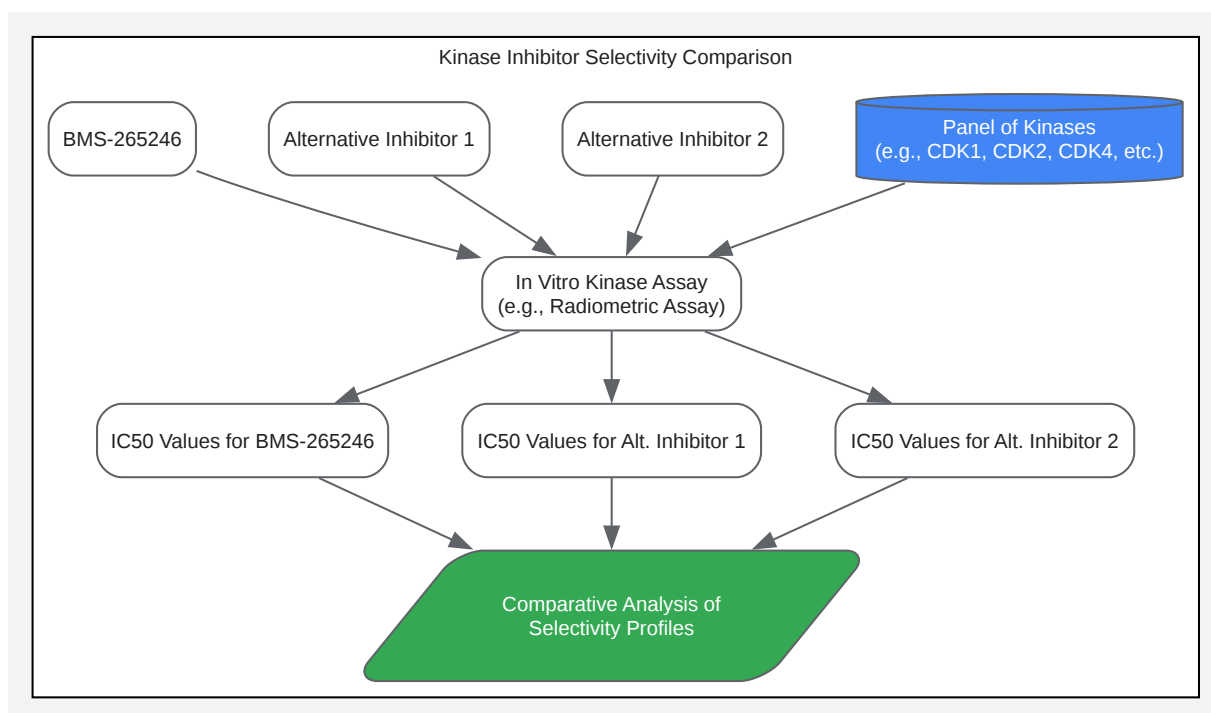 Kinase Inhibitor Selectivity Comparison
BMS-265246
Alternative Inhibitor 1
Alternative Inhibitor 2
Panel of Kinases
(e.g., CDK1, CDK2, CDK4, etc.)
In Vitro Kinase Assay
(e.g., Radiometric Assay)
IC50 Values for BMS-265246
IC50 Values for Alt. Inhibitor 1
IC50 Values for Alt. Inhibitor 2
Comparative Analysis of
Selectivity Profiles